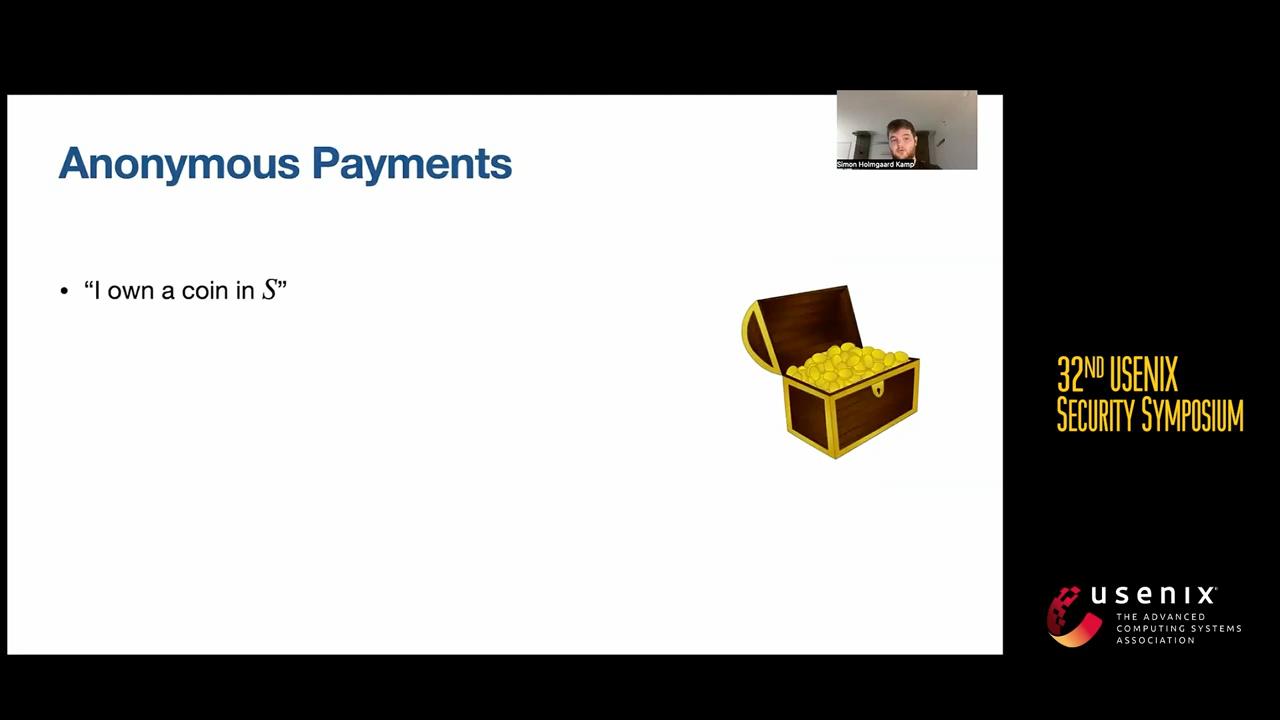 Anonymous Payments
Simon Holmgaard Kamp
• “I own a coin in S”
32ND USENIX
SECURITY SYMPOSIUM
usenix
THE ADVANCED
COMPUTING SYSTEMS
ASSOCIATION